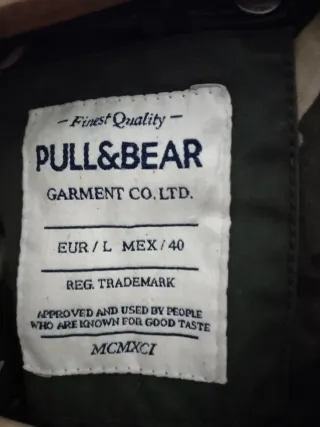 - Finest Quality -
PULL&BEAR
GARMENT CO. LTD.
EUR / L MEX / 40
REG. TRADEMARK
APPROVED AND USED BY PEOPLE
WHO ARE KNOWN FOR GOOD TASTE
MCMXCI